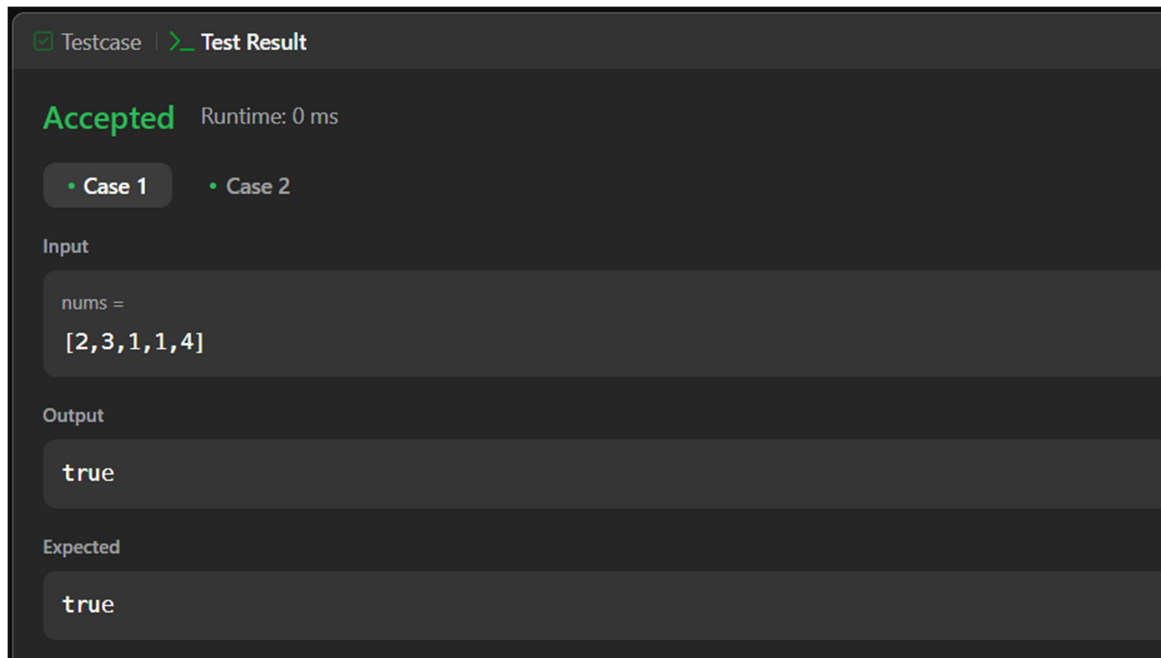 Testcase | >_ Test Result
Accepted Runtime: 0 ms
• Case 1 • Case 2
Input
nums =
[2,3,1,1,4]
Output
true
Expected
true